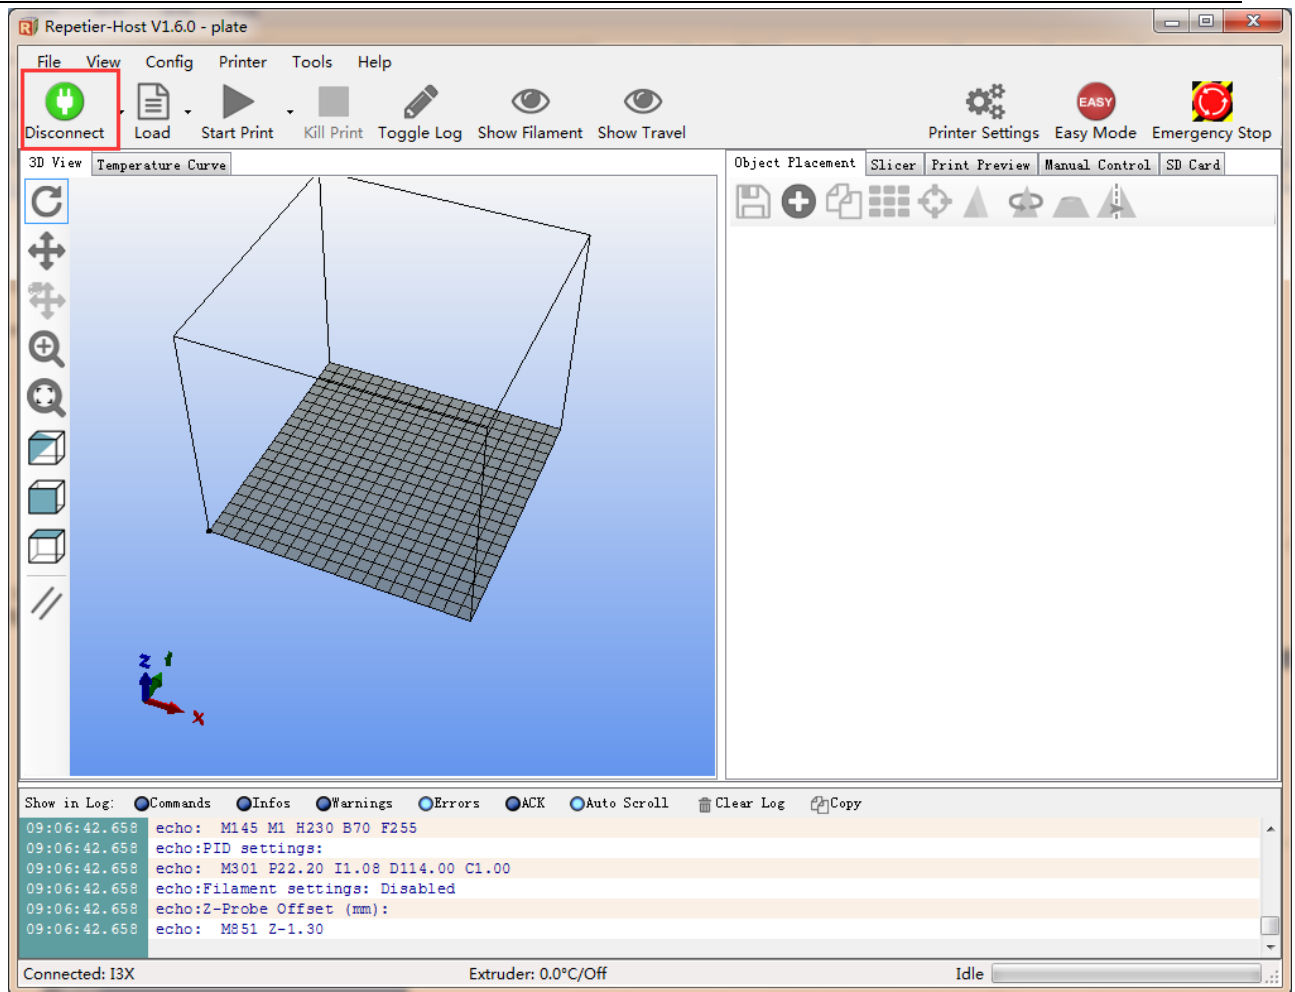 Repetier-Host V1.6.0 - plate
File View Config Printer Tools Help
Disconnect Load Start Print Kill Print Toggle Log Show Filament Show Travel Printer Settings Easy Mode Emergency Stop
EASY
3D View Temperature Curve
Object Placement Slicer Print Preview Manual Control SD Card
z
x
Show in Log: Commands Infos Warnings Errors ACK Auto Scroll Clear Log Copy
09:06:42.658 echo: M145 M1 H230 B70 F255
09:06:42.658 echo:PID settings:
09:06:42.658 echo: M301 P22.20 I1.08 D114.00 C1.00
09:06:42.658 echo:Filament settings: Disabled
09:06:42.658 echo:Z-Probe Offset (mm):
09:06:42.658 echo: M851 Z-1.30
Connected: I3X Extruder: 0.0°C/Off Idle